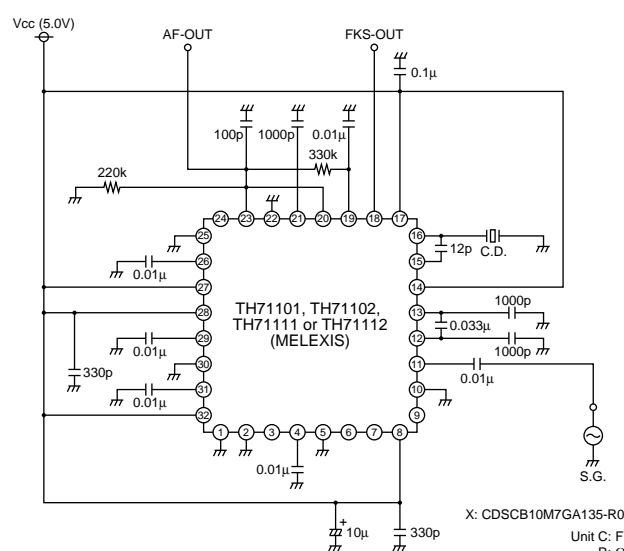 Vcc (5.0V)
AF-OUT
FKS-OUT
0.1µ
100p
1000p
0.01µ
330k
220k
24
23
22
21
20
19
18
17
25
26
27
28
29
30
31
32
16
15
14
13
12
11
10
9
1
2
3
4
5
6
7
8
12p
C.D.
0.01µ
TH71101, TH71102,
TH71111 or TH71112
(MELEXIS)
1000p
0.033µ
1000p
0.01µ
330p
0.01µ
0.01µ
0.01µ
S.G.
+
10µ
330p
X: CDSCB10M7GA135-R0
Unit C: F